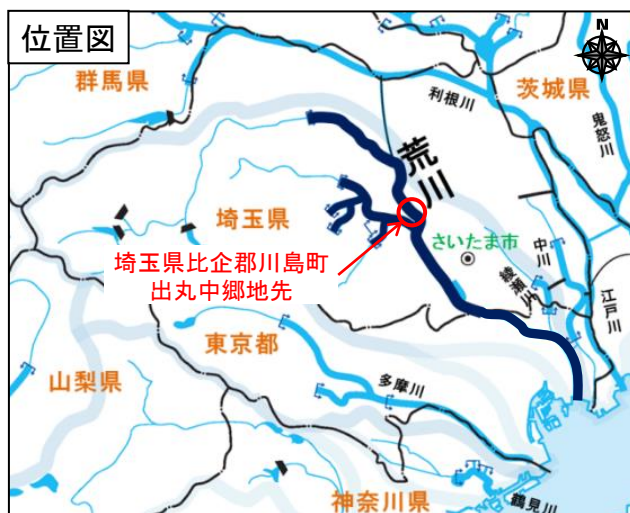 位置図
N
群馬県
利根川
茨城県
鬼怒川
荒川
埼玉県
さいたま市
埼玉県比企郡川島町
出丸中郷地先
中川
綾瀬川
江戸川
東京都
山梨県
多摩川
神奈川県
鶴見川